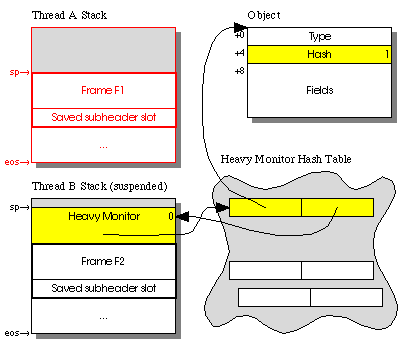 Thread A Stack
sp
Frame F1
Saved subheader slot
...
eos
Object
+0
Type
+4
Hash 1
+8
Fields
Thread B Stack (suspended)
sp
Heavy Monitor 0
Frame F2
Saved subheader slot
...
eos
Heavy Monitor Hash Table